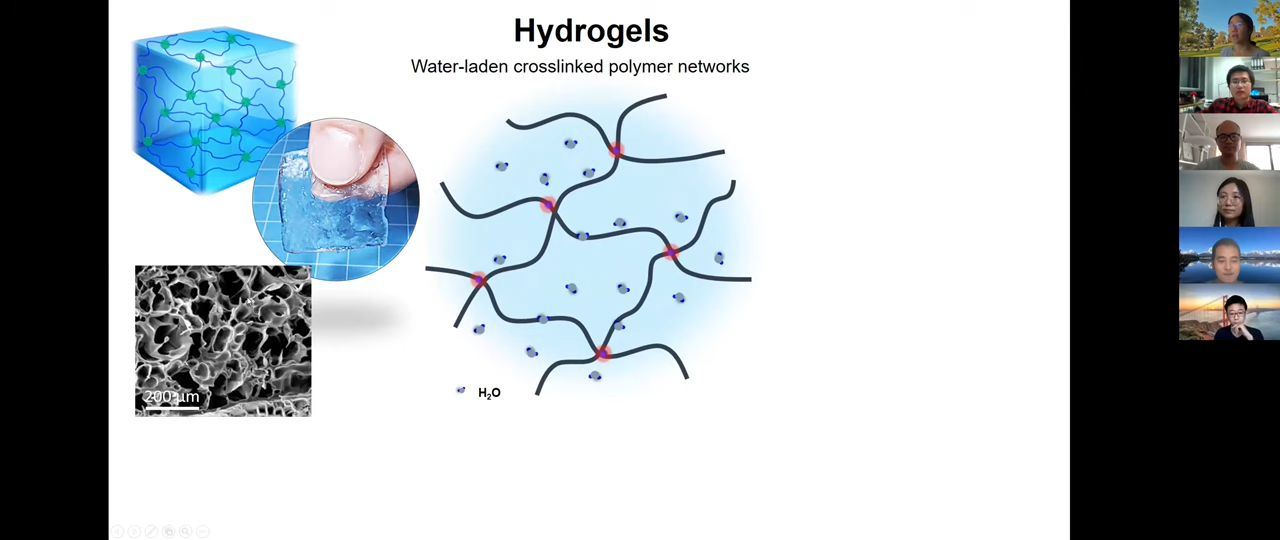 Hydrogels
Water-laden crosslinked polymer networks
200 μm
H₂O